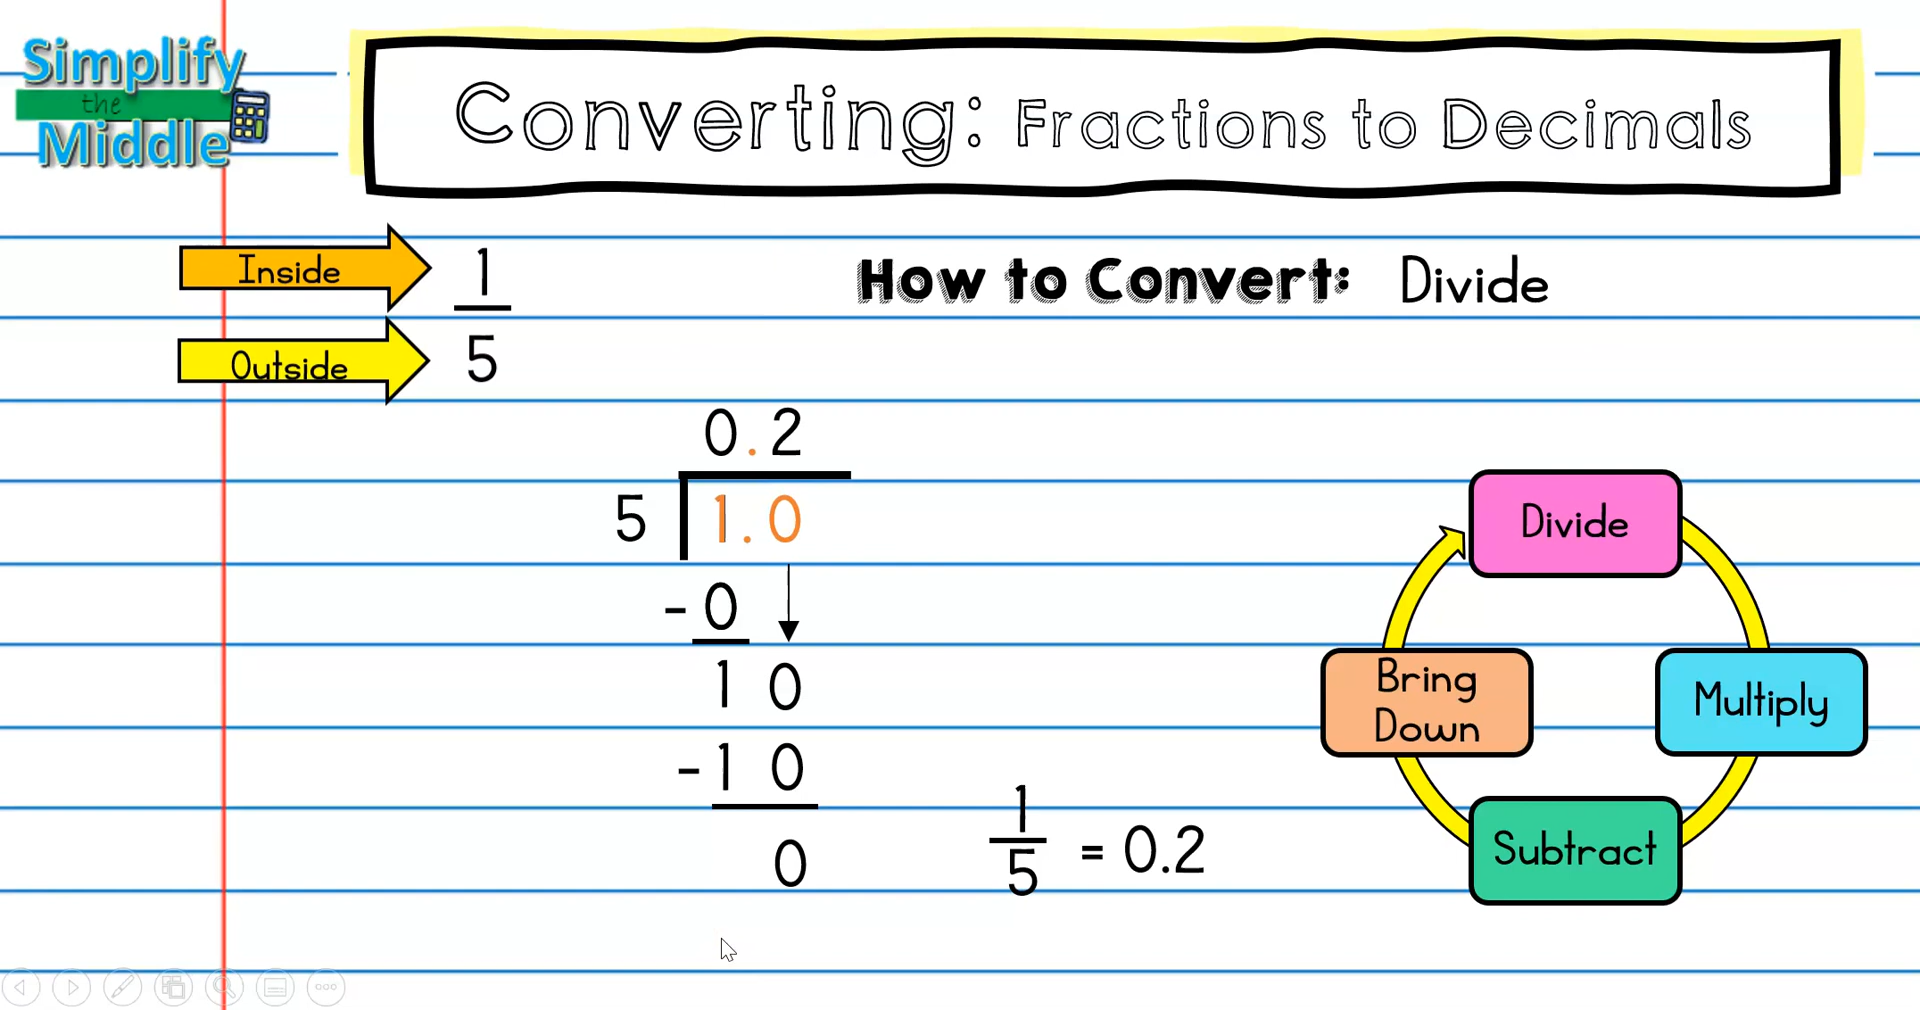 Simplify
the
Middle
Converting: Fractions to Decimals
Inside
1
Outside
5
How to Convert: Divide
0.2
5 1.0
-0
10
-10
0
1
5 = 0.2
Divide
Multiply
Subtract
Bring
Down